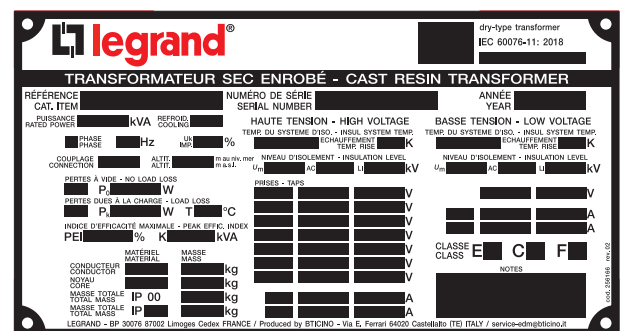 legrand®
dry-type transformer
IEC 60076-11: 2018
TRANSFORMATEUR SEC ENROBÉ - CAST RESIN TRANSFORMER
RÉFÉRENCE
CAT. ITEM
NUMÉRO DE SÉRIE
SERIAL NUMBER
ANNÉE
YEAR
PUISSANCE
RATED POWER
kVA
REFROID.
COOLING
PHASE
PHASE
Hz
Uk
IMP.
%
COUPLAGE
CONNECTION
ALTIT.
ALTIT.
m au niv. mer
m a.s.l.
PERTES À VIDE - NO LOAD LOSS
P0 W
PERTES DUES À LA CHARGE - LOAD LOSS
Pk W T °C
INDICE D'EFFICACITÉ MAXIMALE - PEAK EFFIC. INDEX
PEI % K kVA
MATÉRIEL
MATERIAL
MASSE
MASS
CONDUCTEUR
CONDUCTOR
kg
NOYAU
CORE
kg
MASSE TOTALE
TOTAL MASS
IP 00 kg
MASSE TOTALE
TOTAL MASS
IP kg
HAUTE TENSION - HIGH VOLTAGE
TEMP. DU SYSTEME D'ISO. - INSUL SYSTEM TEMP.
ECHAUFFEMENT
TEMP. RISE
K
NIVEAU D'ISOLEMENT - INSULATION LEVEL
Um AC LI kV
PRISES - TAPS
V
V
V
V
V
V
V
A
A
BASSE TENSION - LOW VOLTAGE
TEMP. DU SYSTEME D'ISO. - INSUL SYSTEM TEMP.
ECHAUFFEMENT
TEMP. RISE
K
NIVEAU D'ISOLEMENT - INSULATION LEVEL
Um AC LI kV
V
A
A
CLASSE
CLASS
E C F
NOTES
cod. 256166 rev. 02
LEGRAND - BP 30076 87002 Limoges Cedex FRANCE / Produced by BTICINO - Via E. Ferrari 64020 Castellalto (TE) ITALY / service-edm@bticino.it